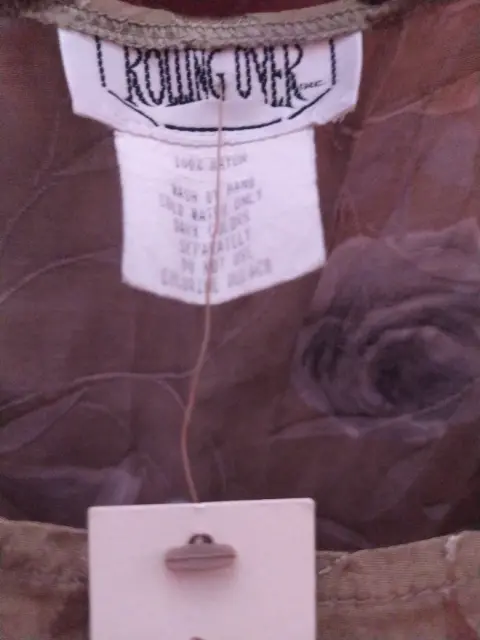 ROLLING OVER INC.
100% RAYON
WASH BY HAND
COLD WATER ONLY
DARK COLORS
SEPARATELY
DO NOT USE
CHLORINE BLEACH